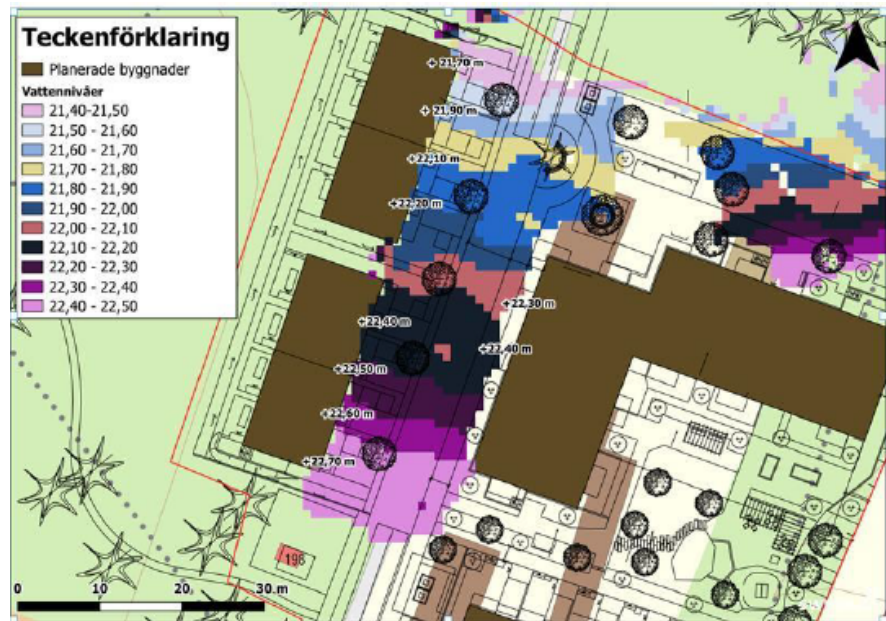 Teckenförklaring
Planerade byggnader
Vattennivåer
21,40-21,50
21,50 - 21,60
21,60 - 21,70
21,70 - 21,80
21,80 - 21,90
21,90 - 22,00
22,00 - 22,10
22,10 - 22,20
22,20 - 22,30
22,30 - 22,40
22,40 - 22,50
+ 21,70 m
+ 21,90 m
+22,10 m
+22,20 m
+22,30 m
+22,40 m
+22,40 m
+22,50 m
+22,60 m
+22,70 m
198
0 10 20 30 m